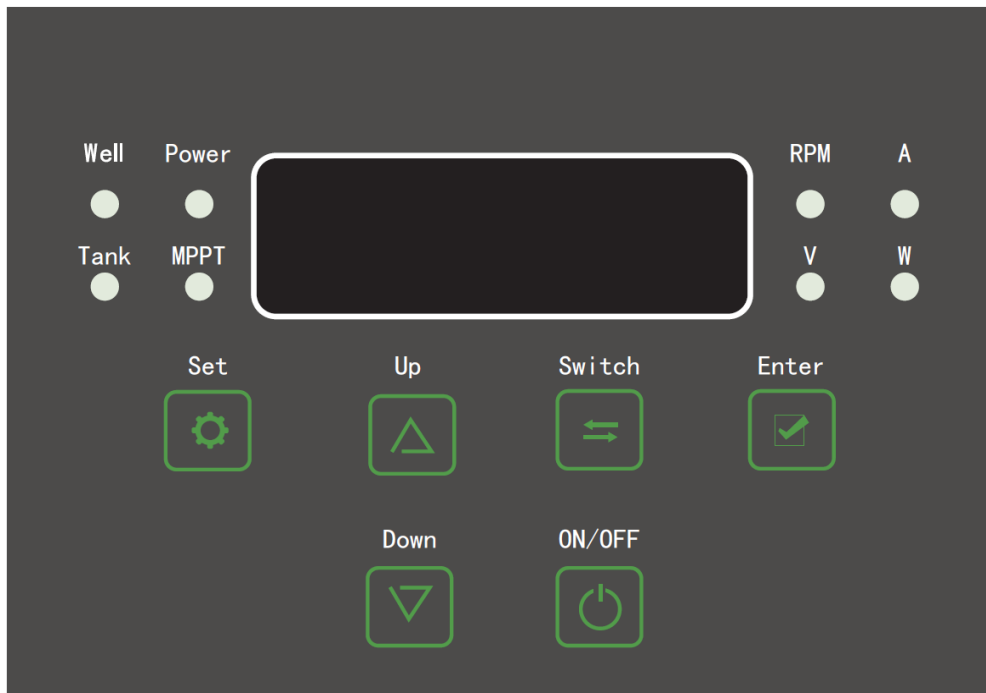 Well Power RPM A
Tank MPPT V W
Set Up Switch Enter
Down ON/OFF